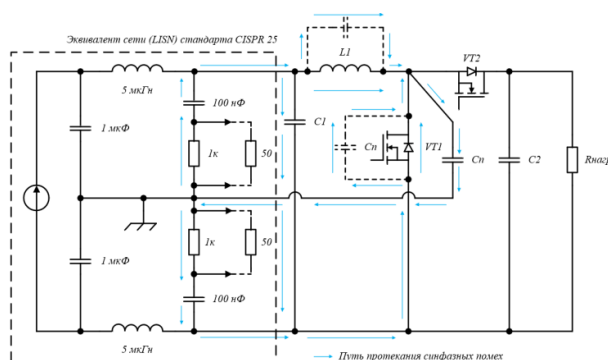 Эквивалент сети (LISN) стандарта CISPR 25
L1
VT2
5 мкГн
100 нФ
C1
1 мкФ
1к
50
Cп
VT1
Cп
C2
Rнагр
1к
50
1 мкФ
100 нФ
5 мкГн
Путь протекания синфазных помех